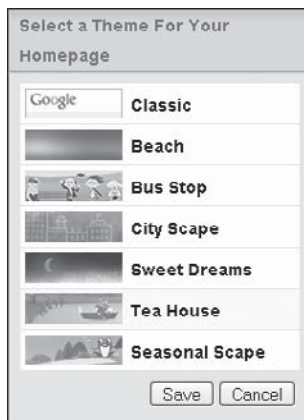 Select a Theme For Your
Homepage
Google Classic
Beach
Bus Stop
City Scape
Sweet Dreams
Tea House
Seasonal Scape
Save Cancel